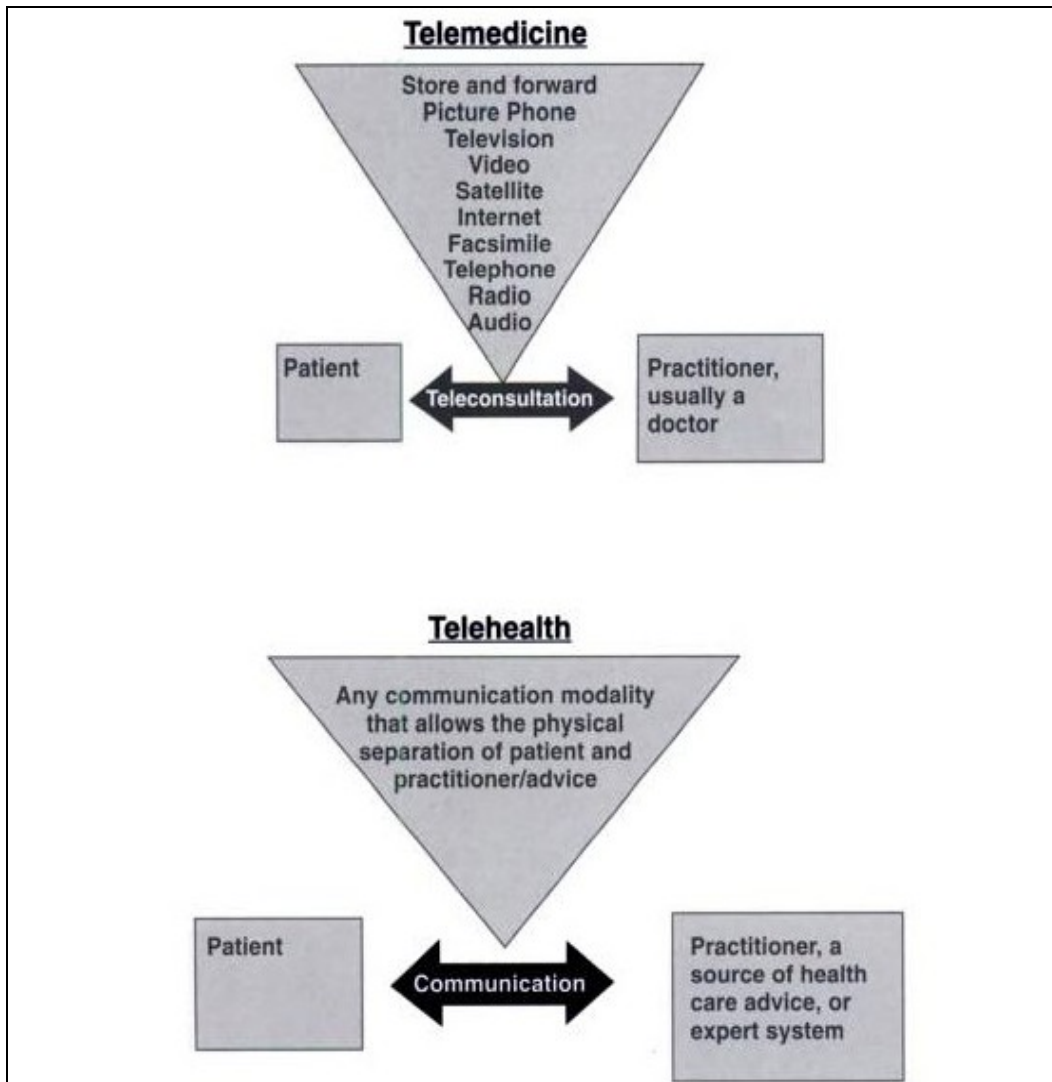 Telemedicine
Store and forward
Picture Phone
Television
Video
Satellite
Internet
Facsimile
Telephone
Radio
Audio
Patient
Teleconsultation
Practitioner,
usually a
doctor
Telehealth
Any communication modality
that allows the physical
separation of patient and
practitioner/advice
Patient
Communication
Practitioner, a
source of health
care advice, or
expert system